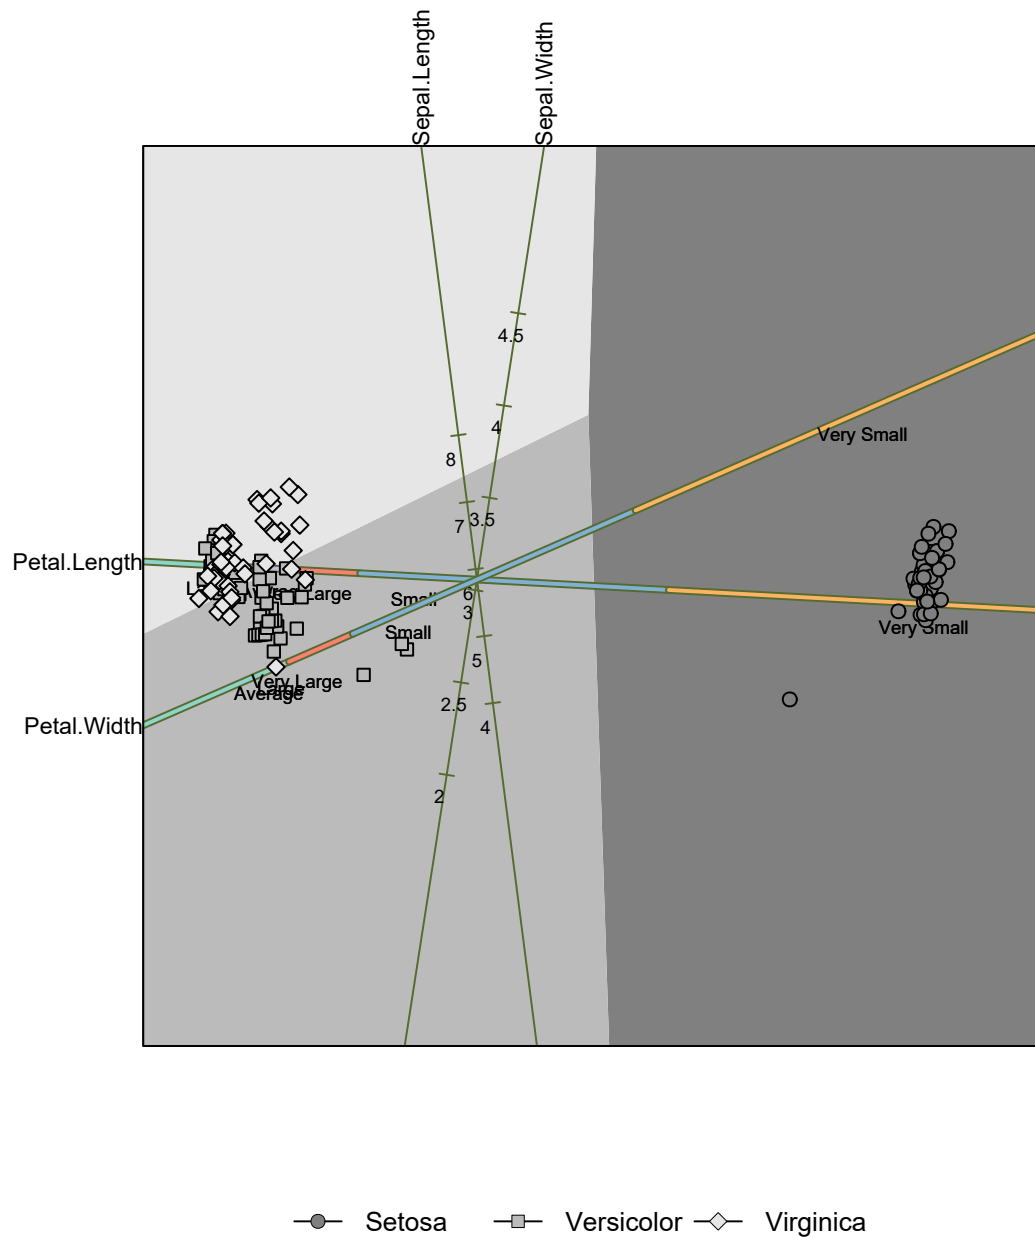 Sepal.Length
Sepal.Width
4.5
Very Small
4
8
3.5
7
Petal.Length
Small
6
3
Very Small
Small
5
Very Large
Average
2.5
4
Petal.Width
2
Setosa
Versicolor
Virginica